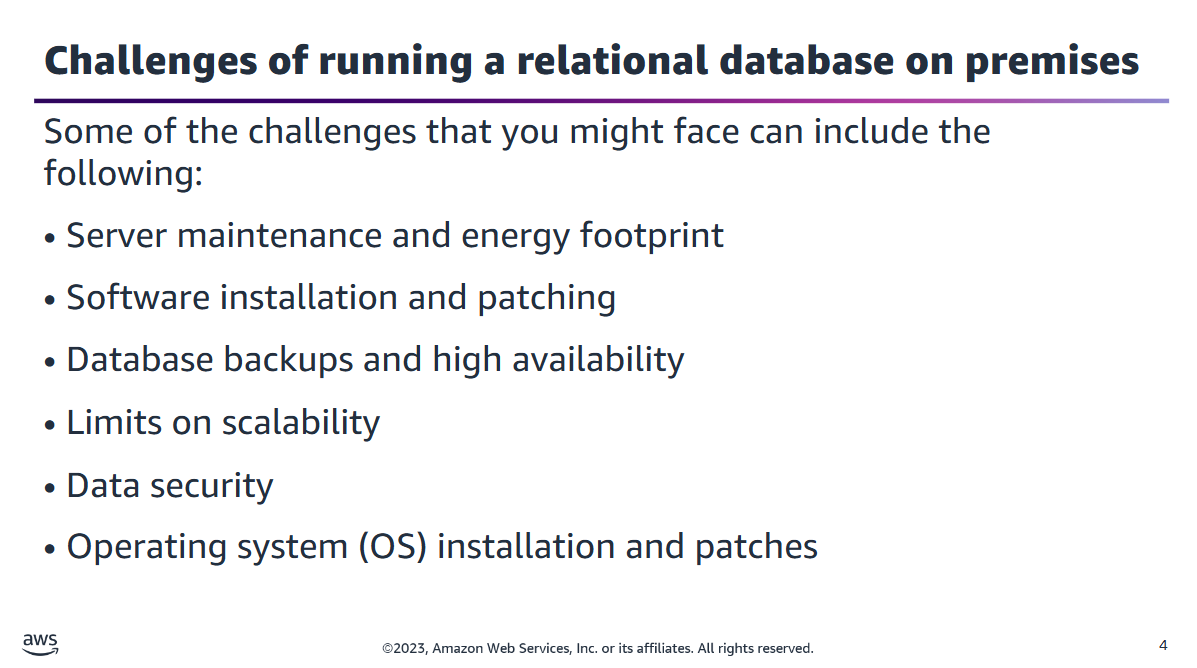 Challenges of running a relational database on premises
Some of the challenges that you might face can include the
following:
• Server maintenance and energy footprint
• Software installation and patching
• Database backups and high availability
• Limits on scalability
• Data security
• Operating system (OS) installation and patches
aws
©2023, Amazon Web Services, Inc. or its affiliates. All rights reserved.
4